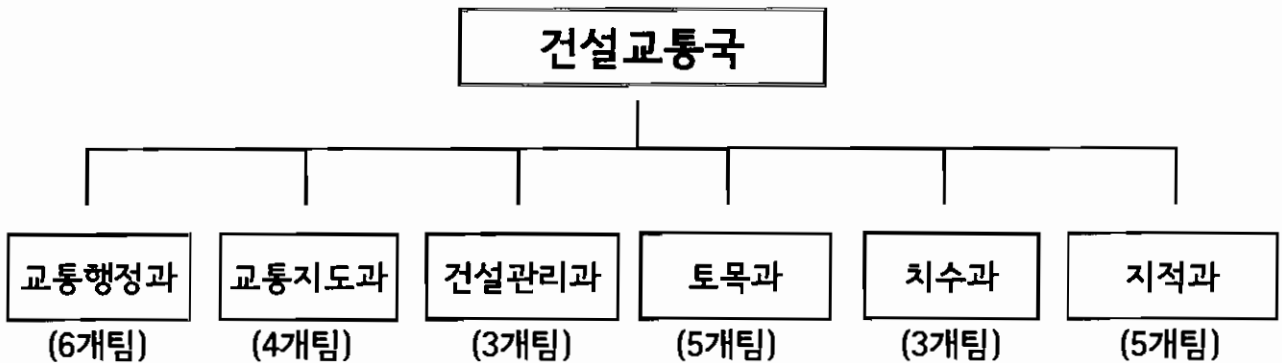 건설교통국
교통행정과 교통지도과 건설관리과 토목과 치수과 지적과
(6개팀) (4개팀) (3개팀) (5개팀) (3개팀) (5개팀)